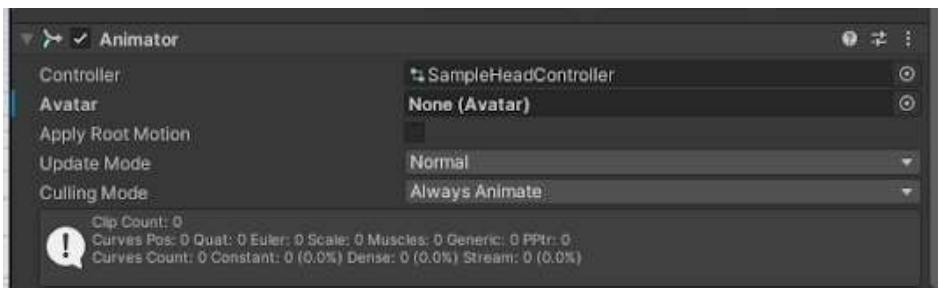 Animator
Controller SampleHeadController
Avatar None (Avatar)
Apply Root Motion
Update Mode Normal
Culling Mode Always Animate
Clip Count: 0
Curves Pos: 0 Quat: 0 Euler: 0 Scale: 0 Muscles: 0 Generic: 0 PPtr: 0
Curves Count: 0 Constant: 0 (0.0%) Dense: 0 (0.0%) Stream: 0 (0.0%)